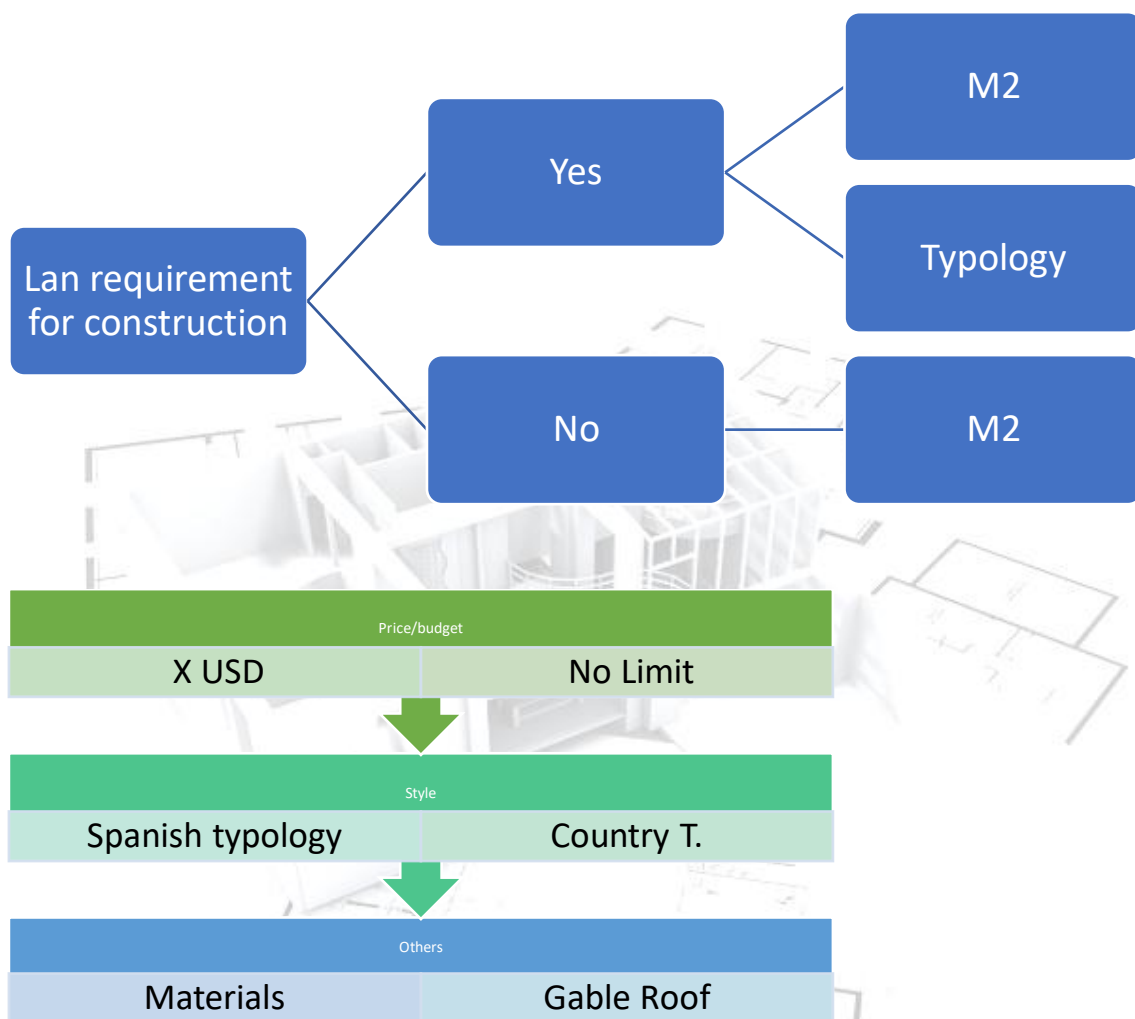 M2
Yes
Typology
Lan requirement
for construction
No
M2
Price/budget
X USD
No Limit
Style
Spanish typology
Country T.
Others
Materials
Gable Roof